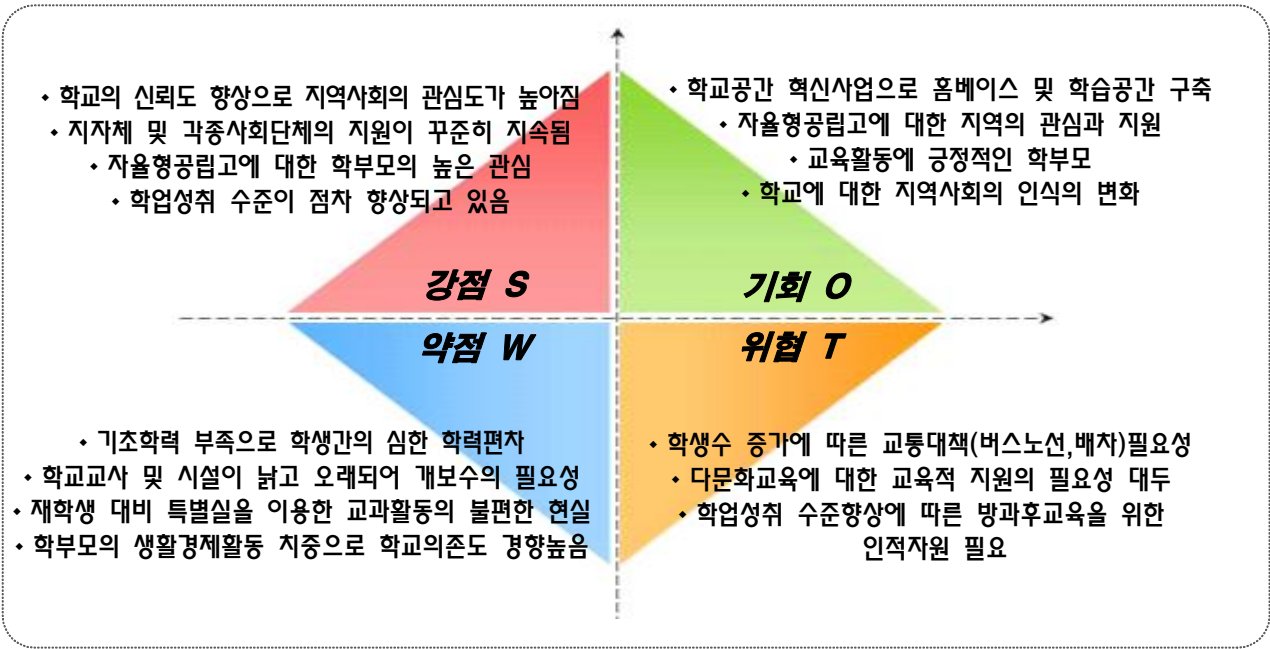 ⬩ 학교의 신뢰도 향상으로 지역사회의 관심도가 높아짐
⬩ 지자체 및 각종사회단체의 지원이 꾸준히 지속됨
⬩ 자율형공립고에 대한 학부모의 높은 관심
⬩ 학업성취 수준이 점차 향상되고 있음
강점 S
⬩ 학교공간 혁신사업으로 홈베이스 및 학습공간 구축
⬩ 자율형공립고에 대한 지역의 관심과 지원
⬩ 교육활동에 긍정적인 학부모
⬩ 학교에 대한 지역사회의 인식의 변화
기회 O
약점 W
⬩ 기초학력 부족으로 학생간의 심한 학력편차
⬩ 학교교사 및 시설이 낡고 오래되어 개보수의 필요성
⬩ 재학생 대비 특별실을 이용한 교과활동의 불편한 현실
⬩ 학부모의 생활경제활동 치중으로 학교의존도 경향높음
위협 T
⬩ 학생수 증가에 따른 교통대책(버스노선,배차)필요성
⬩ 다문화교육에 대한 교육적 지원의 필요성 대두
⬩ 학업성취 수준향상에 따른 방과후교육을 위한
인적자원 필요